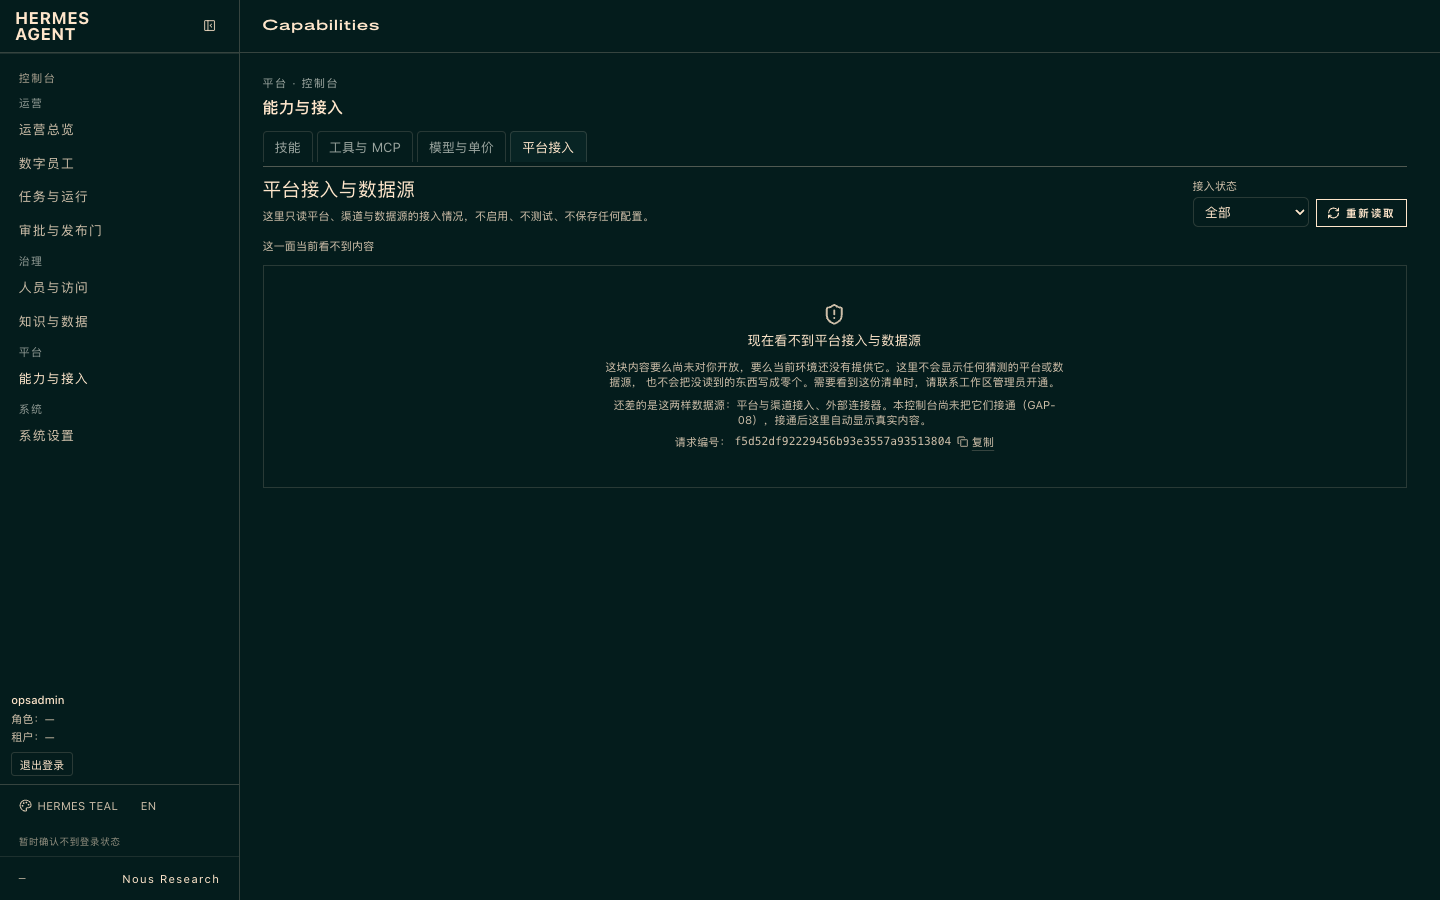 HERMES
AGENT
Capabilities
控制台
运营
运营总览
数字员工
任务与运行
审批与发布门
治理
人员与访问
知识与数据
平台
能力与接入
系统
系统设置
opsadmin
角色：—
租户：—
退出登录
HERMES TEAL EN
暂时确认不到登录状态
— Nous Research
平台 · 控制台
能力与接入
技能 工具与 MCP 模型与单价 平台接入
平台接入与数据源
这里只读平台、渠道与数据源的接入情况，不启用、不测试、不保存任何配置。
接入状态
全部 重新读取
这一面当前看不到内容
现在看不到平台接入与数据源
这块内容要么尚未对你开放，要么当前环境还没有提供它。这里不会显示任何猜测的平台或数
据源， 也不会把没读到的东西写成零个。需要看到这份清单时，请联系工作区管理员开通。
还差的是这两样数据源：平台与渠道接入、外部连接器。本控制台尚未把它们接通（GAP-
08），接通后这里自动显示真实内容。
请求编号： f5d52df92229456b93e3557a93513804 复制